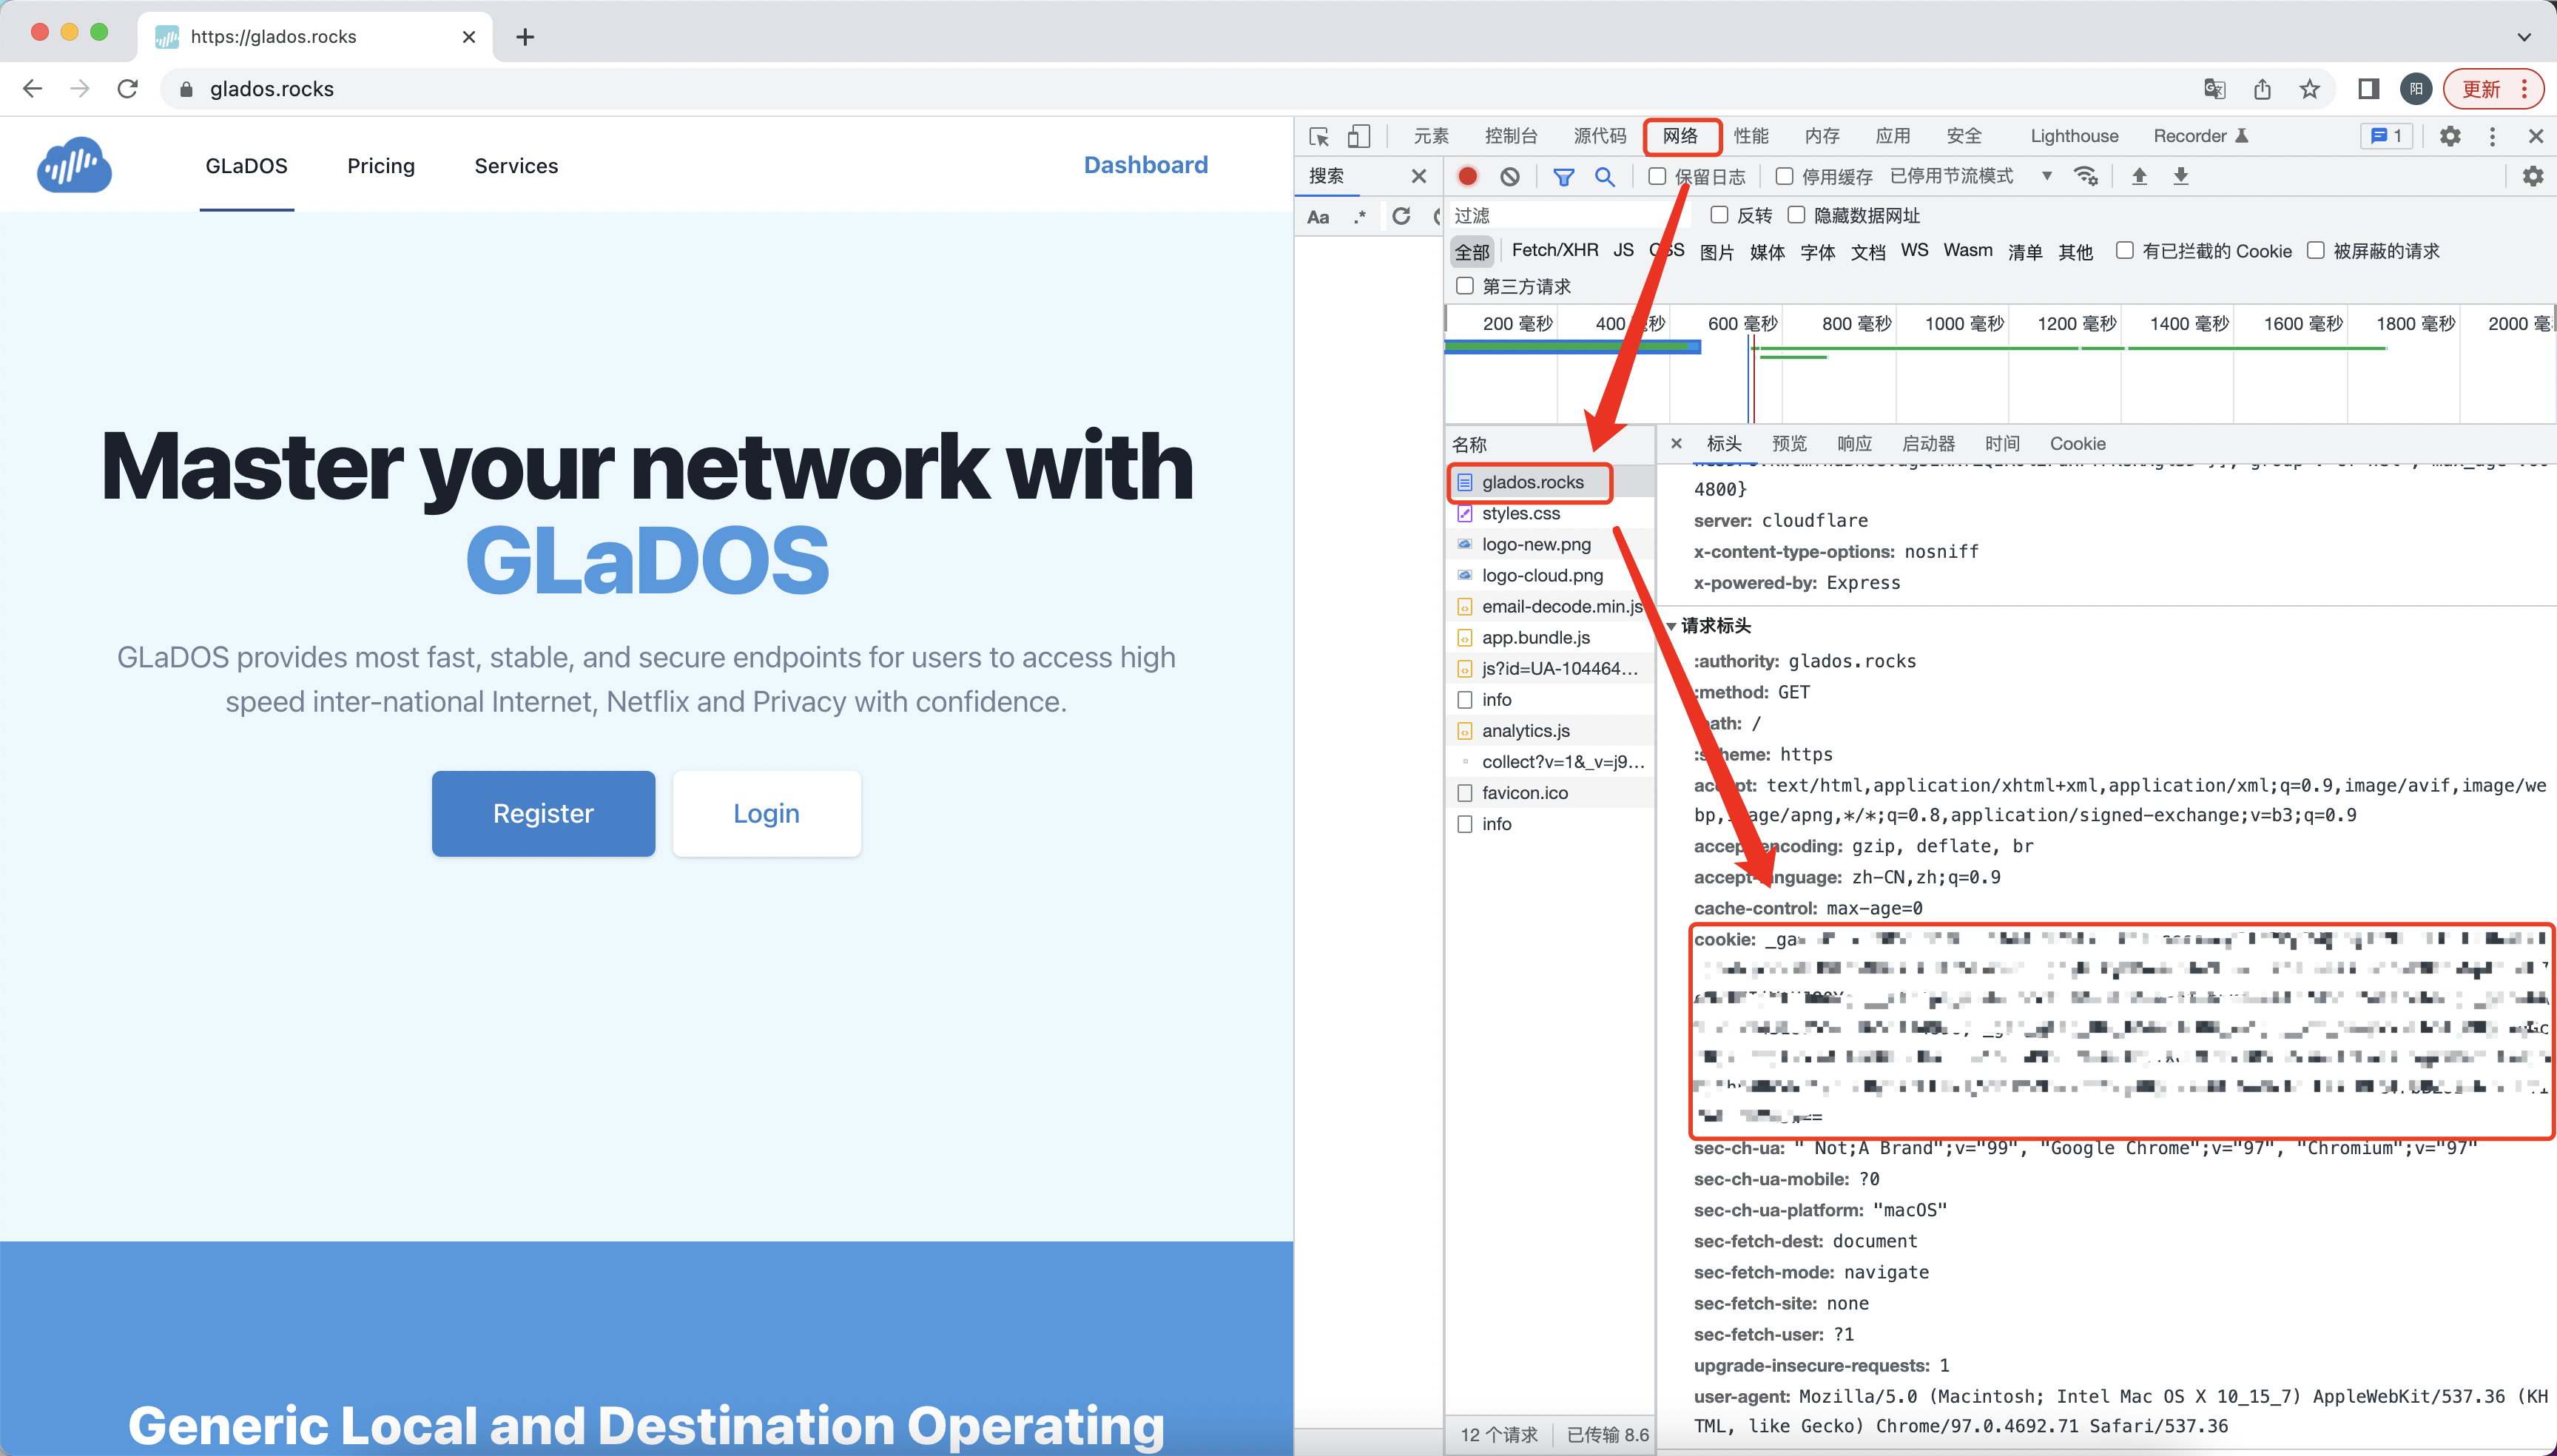 https://glados.rocks
glados.rocks
阳
更新
GLaDOS
Pricing
Services
Dashboard
Master your network with
GLaDOS
GLaDOS provides most fast, stable, and secure endpoints for users to access high
speed inter-national Internet, Netflix and Privacy with confidence.
Register
Login
Generic Local and Destination Operating
元素 控制台 源代码 网络 性能 内存 应用 安全 Lighthouse Recorder 1
搜索
Aa .*
保留日志 停用缓存 已停用节流模式
过滤 反转 隐藏数据网址
全部 Fetch/XHR JS CSS 图片 媒体 字体 文档 WS Wasm 清单 其他 有已拦截的 Cookie 被屏蔽的请求
第三方请求
200 毫秒 400 毫秒 600 毫秒 800 毫秒 1000 毫秒 1200 毫秒 1400 毫秒 1600 毫秒 1800 毫秒 2000 毫
名称
glados.rocks
styles.css
logo-new.png
logo-cloud.png
email-decode.min.js
app.bundle.js
js?id=UA-104464…
info
analytics.js
collect?v=1&_v=j9…
favicon.ico
info
12 个请求 已传输 8.6
标头 预览 响应 启动器 时间 Cookie
4800}
server: cloudflare
x-content-type-options: nosniff
x-powered-by: Express
请求标头
:authority: glados.rocks
:method: GET
:path: /
:scheme: https
accept: text/html,application/xhtml+xml,application/xml;q=0.9,image/avif,image/we
bp,image/apng,*/*;q=0.8,application/signed-exchange;v=b3;q=0.9
accept-encoding: gzip, deflate, br
accept-language: zh-CN,zh;q=0.9
cache-control: max-age=0
cookie: _ga
sec-ch-ua: " Not;A Brand";v="99", "Google Chrome";v="97", "Chromium";v="97"
sec-ch-ua-mobile: ?0
sec-ch-ua-platform: "macOS"
sec-fetch-dest: document
sec-fetch-mode: navigate
sec-fetch-site: none
sec-fetch-user: ?1
upgrade-insecure-requests: 1
user-agent: Mozilla/5.0 (Macintosh; Intel Mac OS X 10_15_7) AppleWebKit/537.36 (KH
TML, like Gecko) Chrome/97.0.4692.71 Safari/537.36